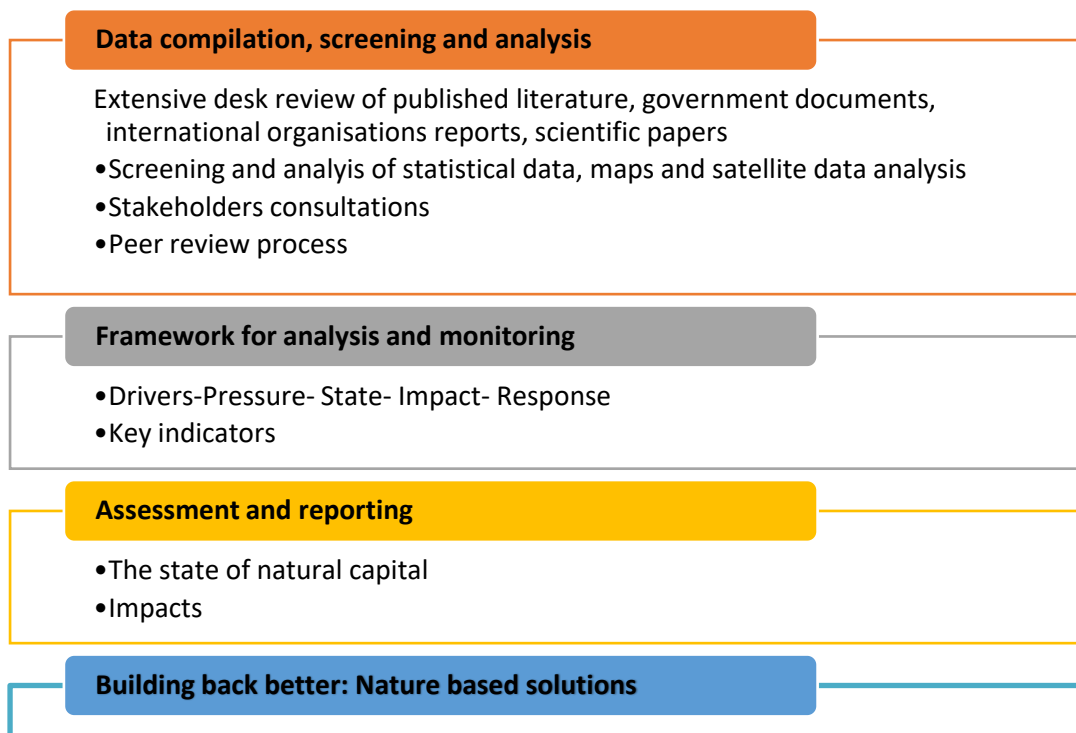 Data compilation, screening and analysis
Extensive desk review of published literature, government documents,
international organisations reports, scientific papers
•Screening and analyis of statistical data, maps and satellite data analysis
•Stakeholders consultations
•Peer review process
Framework for analysis and monitoring
•Drivers-Pressure- State- Impact- Response
•Key indicators
Assessment and reporting
•The state of natural capital
•Impacts
Building back better: Nature based solutions